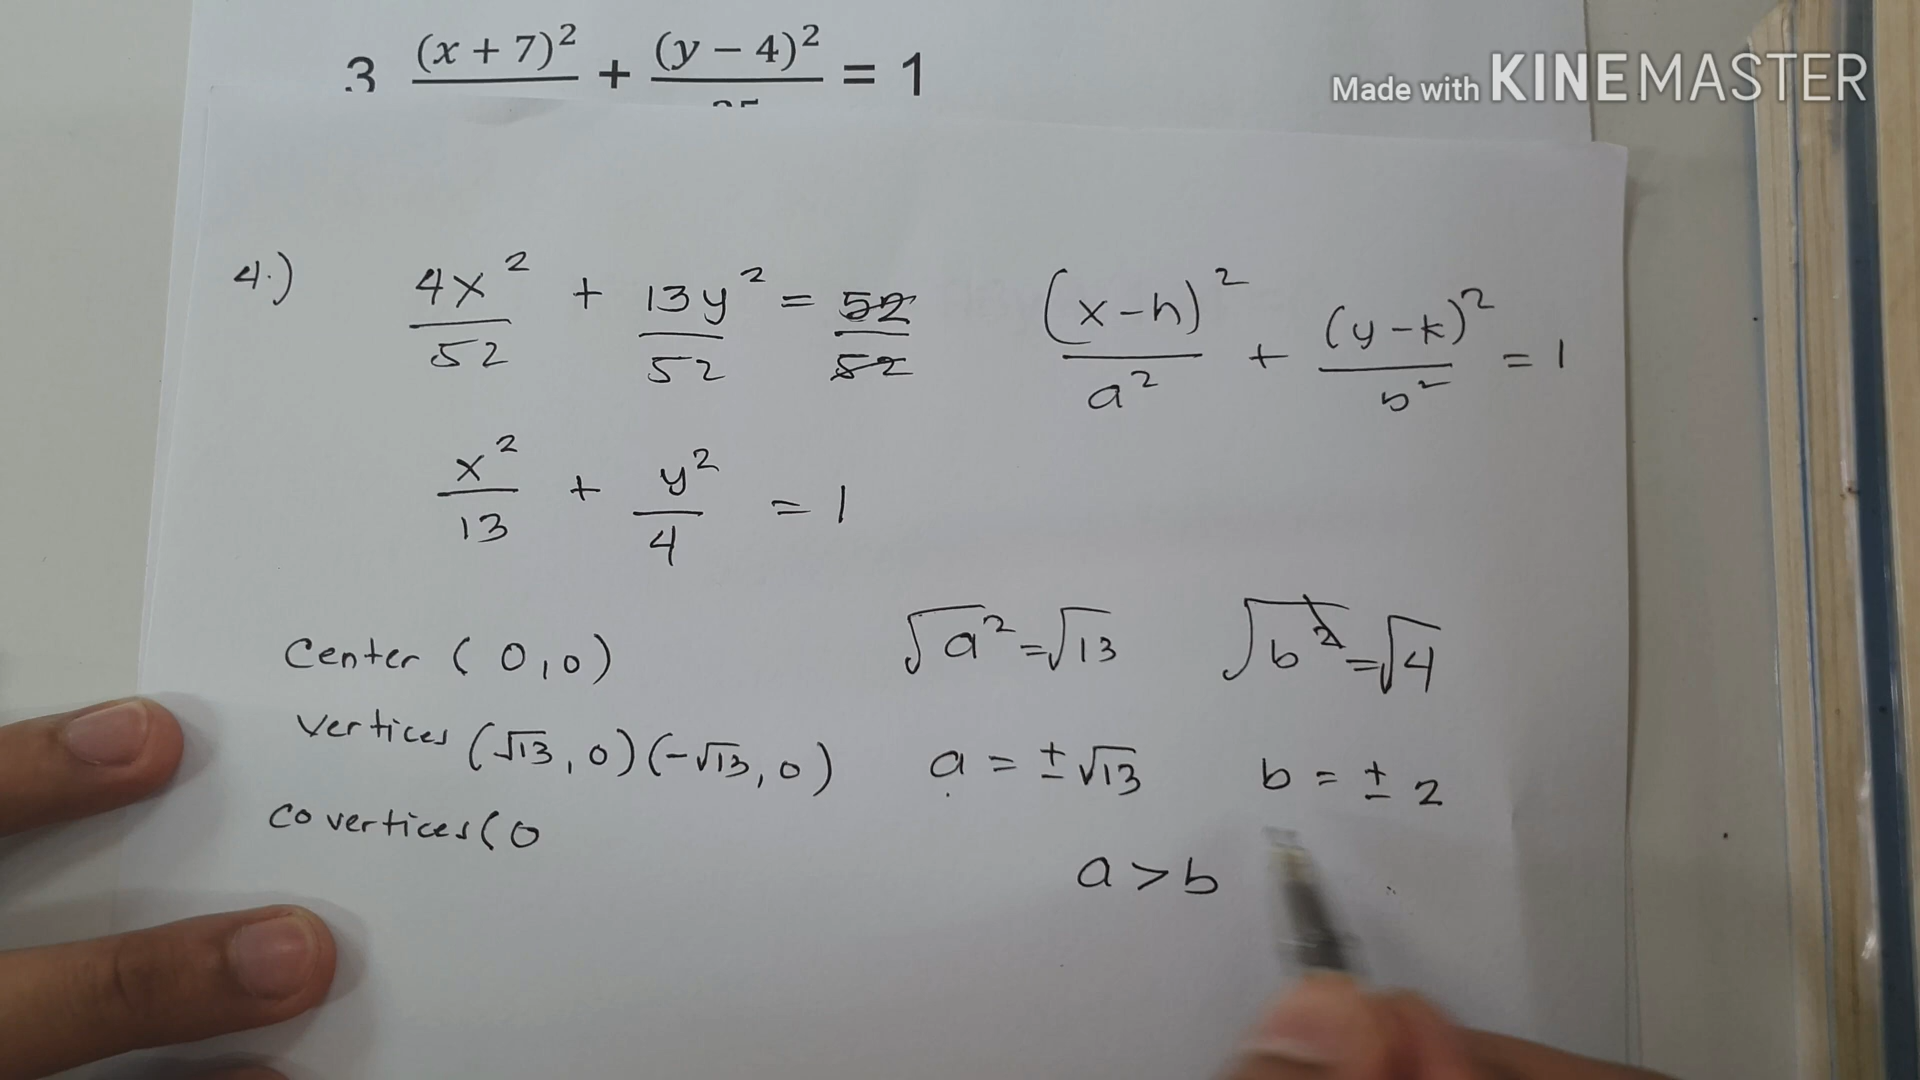 3 (x + 7)² + (y − 4)² = 1
Made with KINEMASTER
4.) 4x²/52 + 13y²/52 = 52/52
(x-h)²/a² + (y-k)²/b² = 1
x²/13 + y²/4 = 1
Center (0,0)
√a² = √13
√b² = √4
vertices (√13, 0) (-√13, 0)
a = ± √13
b = ± 2
co vertices (0
a > b